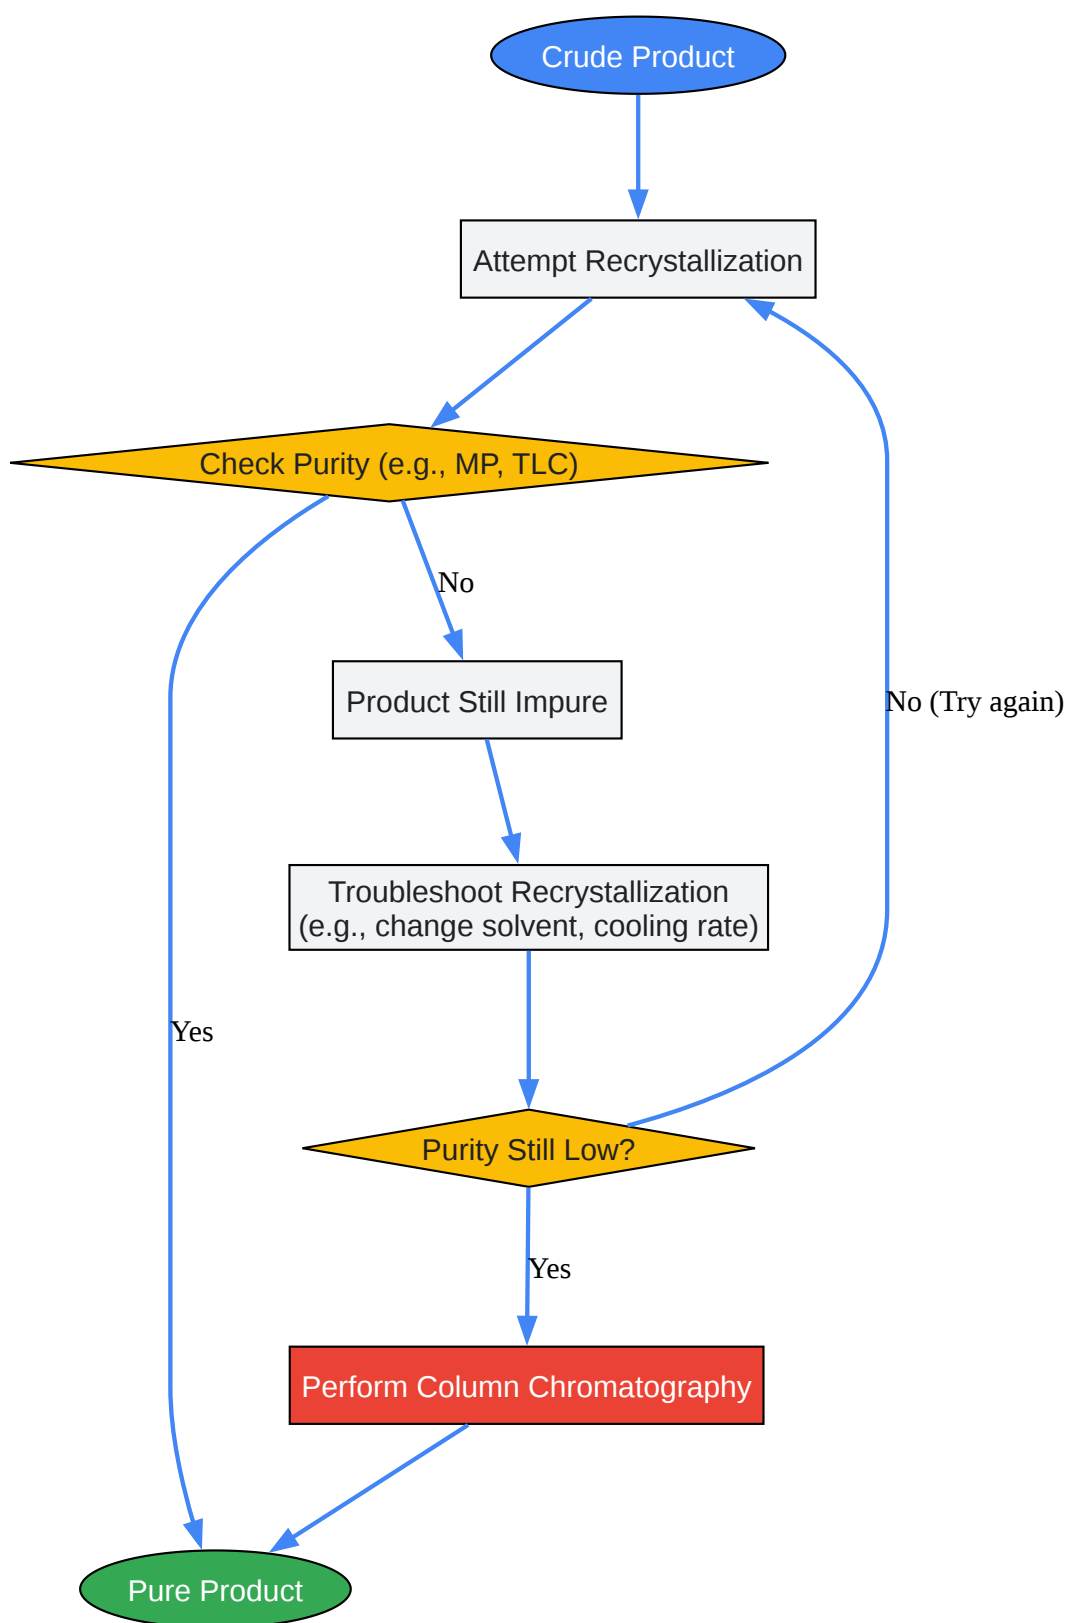 Crude Product
Attempt Recrystallization
Check Purity (e.g., MP, TLC)
No
Product Still Impure
No (Try again)
Troubleshoot Recrystallization
(e.g., change solvent, cooling rate)
Yes
Purity Still Low?
Yes
Perform Column Chromatography
Pure Product